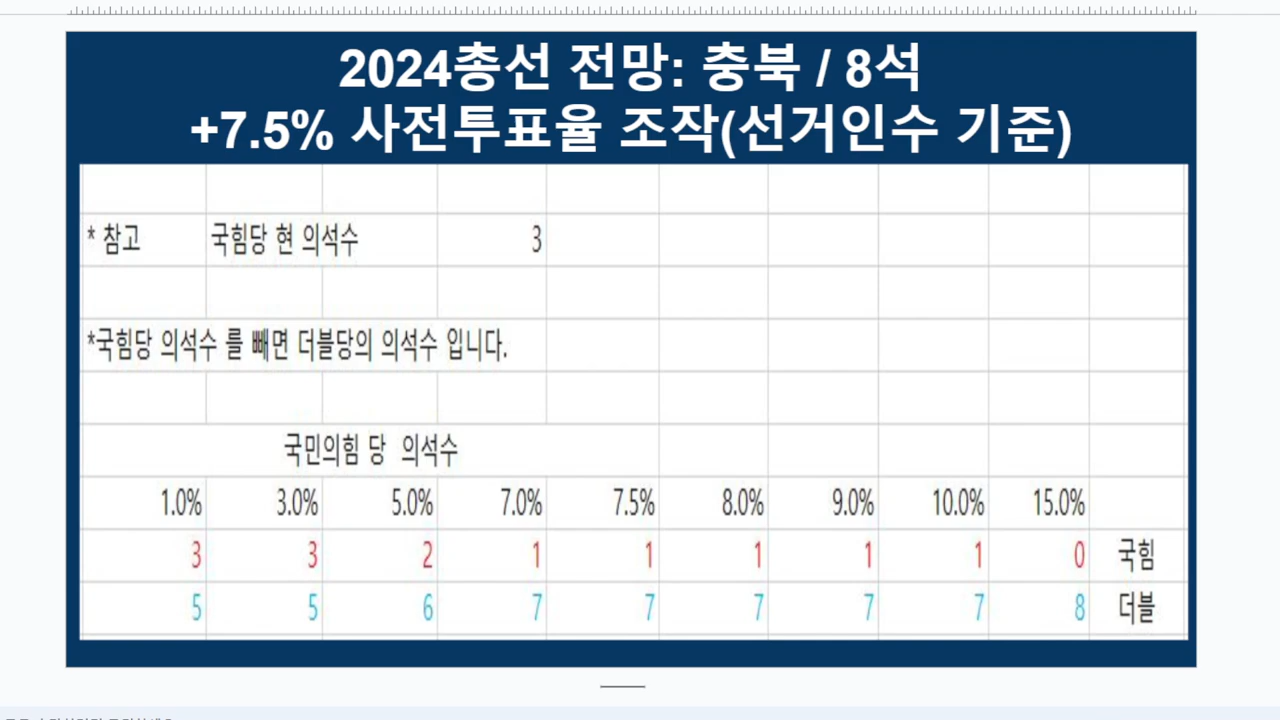 2024총선 전망: 충북 / 8석
+7.5% 사전투표율 조작(선거인수 기준)
* 참고 국힘당 현 의석수 3
*국힘당 의석수 를 빼면 더블당의 의석수 입니다.
국민의힘 당 의석수
1.0% 3.0% 5.0% 7.0% 7.5% 8.0% 9.0% 10.0% 15.0%
3 3 2 1 1 1 1 1 0 국힘
5 5 6 7 7 7 7 7 8 더블